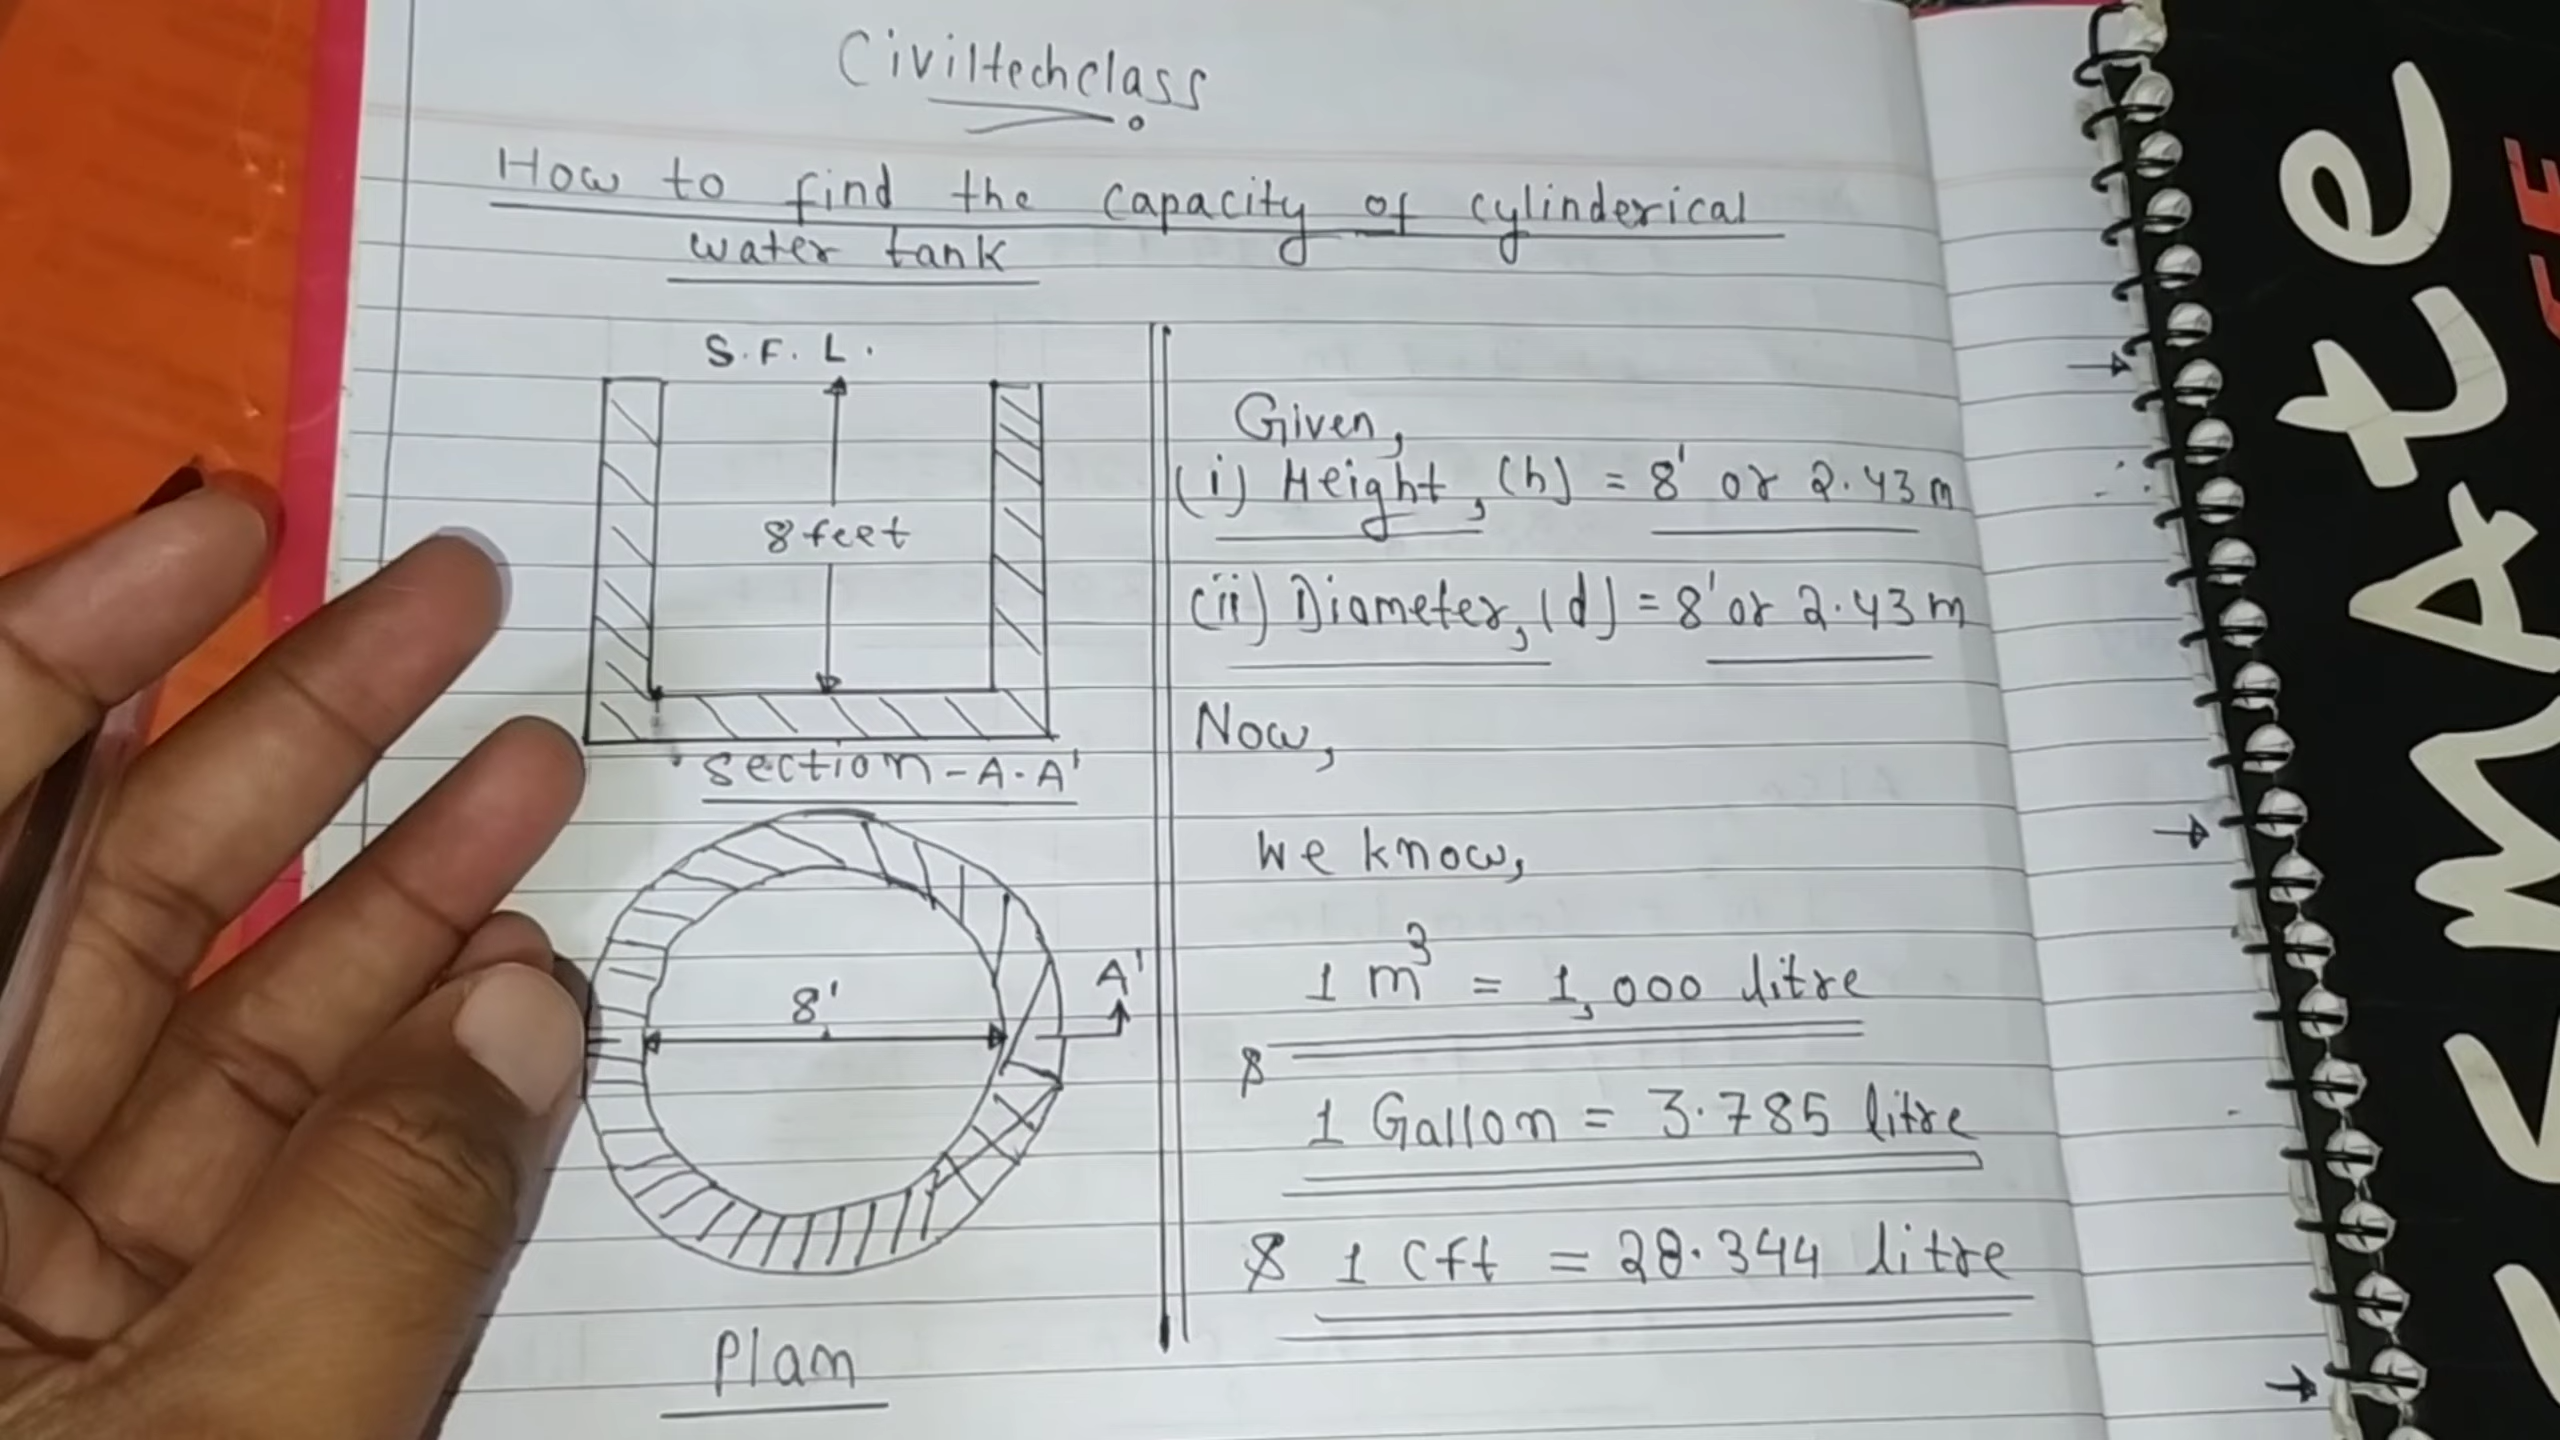 Civiltechclass
How to find the capacity of cylinderical
water tank
S.F.L.
8 feet
section-A-A'
8'
A'
Plan
Given,
(i) Height, (h) = 8' or 2.43 m
(ii) Diameter, (d) = 8' or 2.43 m
Now,
We know,
1 m³ = 1,000 litre
&
1 Gallon = 3.785 litre
& 1 Cft = 28.344 litre